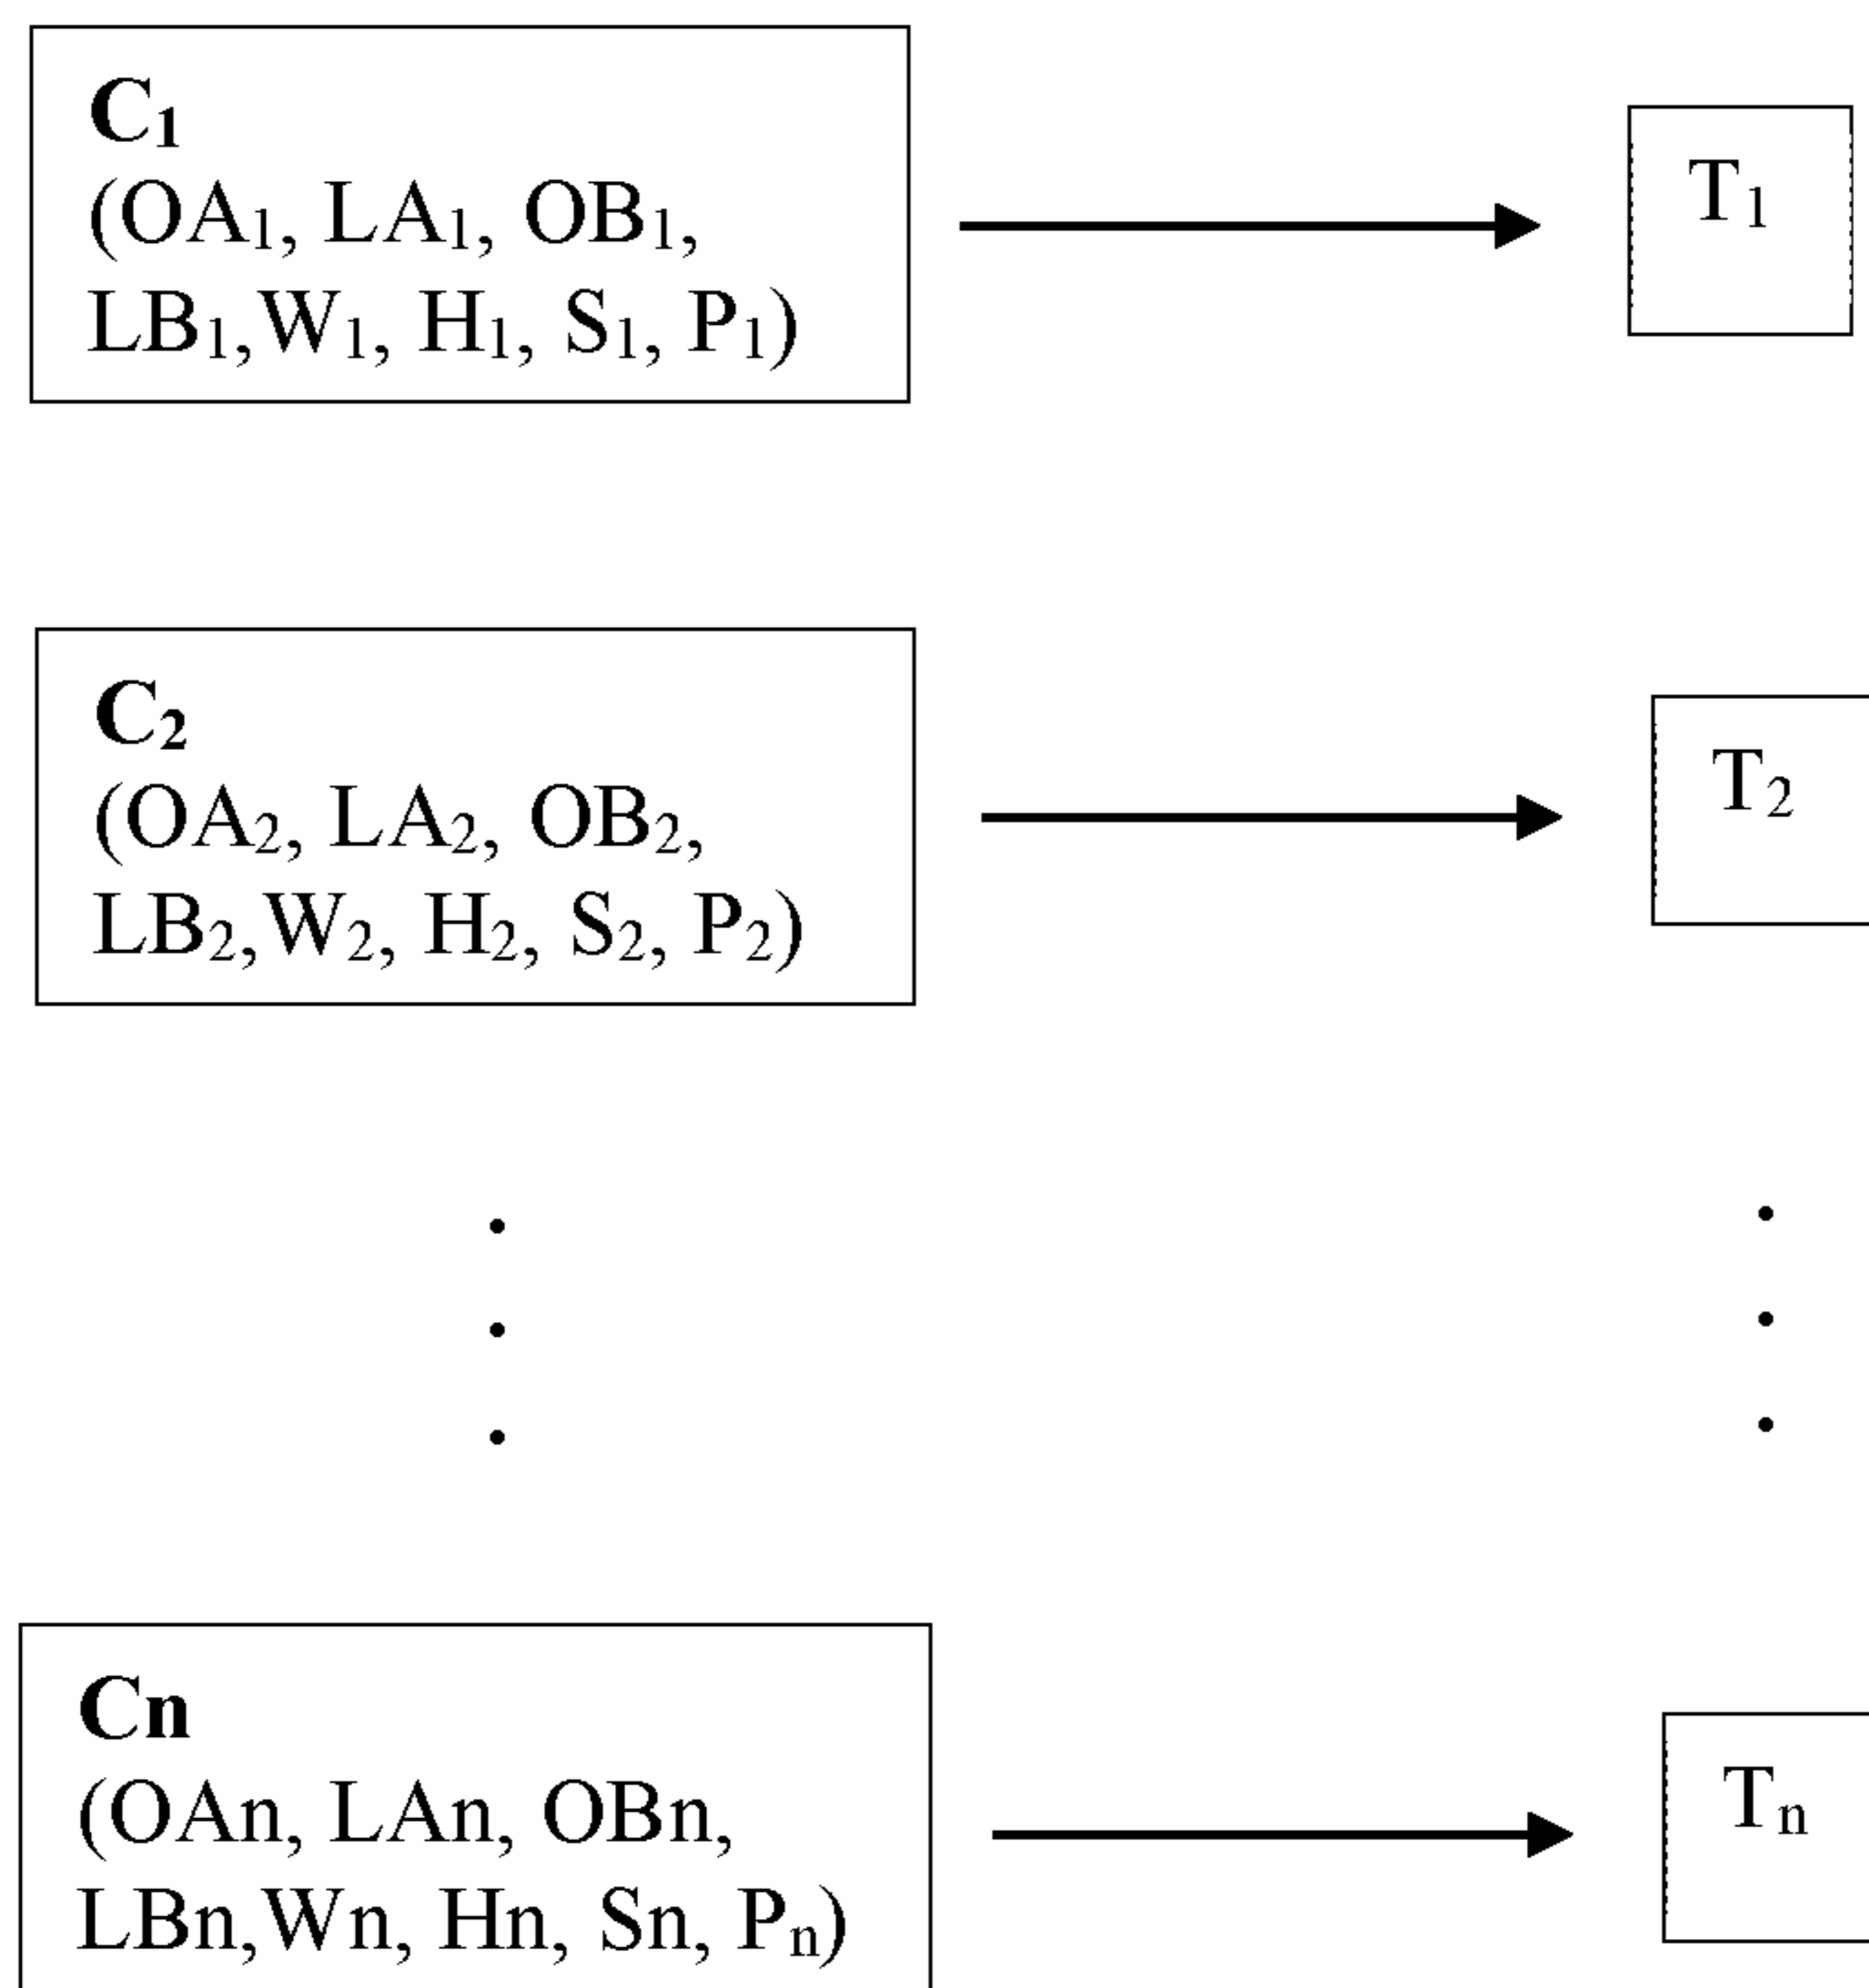 C₁
(OA₁, LA₁, OB₁,
LB₁,W₁, H₁, S₁, P₁)
T₁
C₂
(OA₂, LA₂, OB₂,
LB₂,W₂, H₂, S₂, P₂)
T₂
Cn
(OAn, LAn, OBn,
LBn,Wn, Hn, Sn, Pₙ)
Tₙ